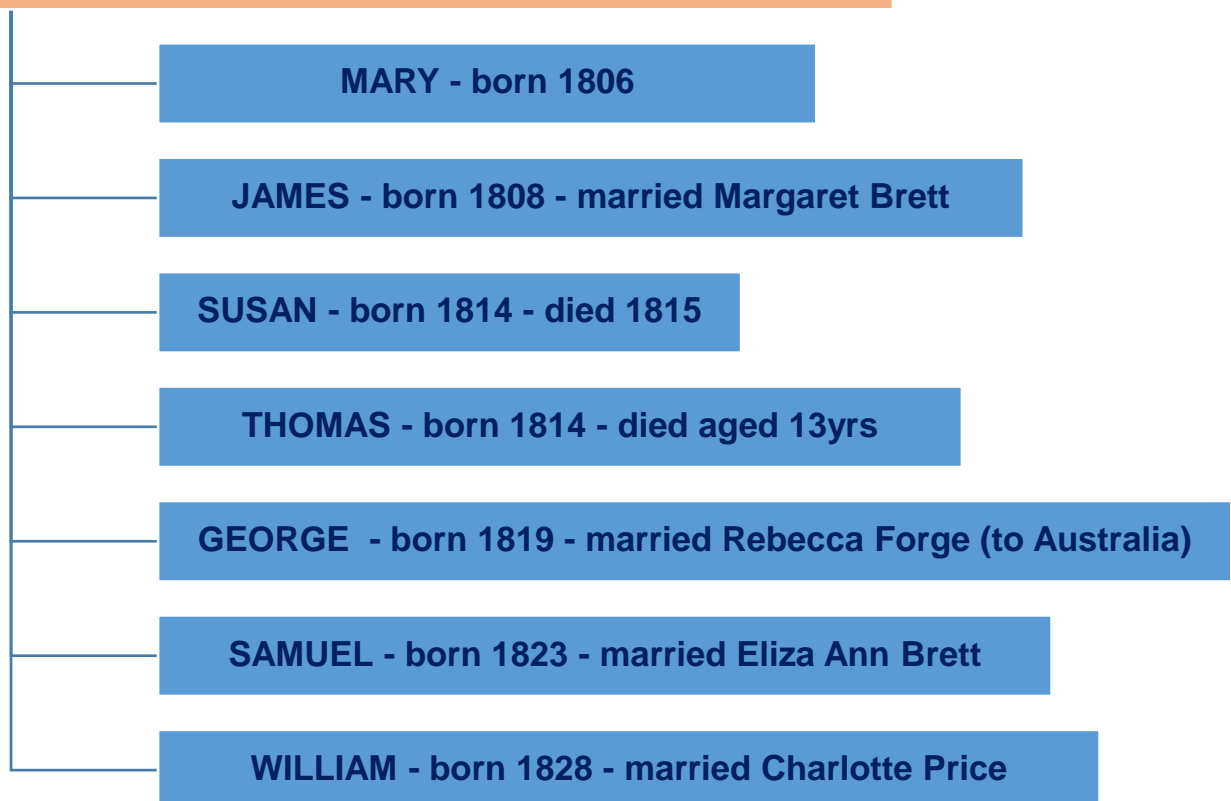 MARY - born 1806
JAMES - born 1808 - married Margaret Brett
SUSAN - born 1814 - died 1815
THOMAS - born 1814 - died aged 13yrs
GEORGE  - born 1819 - married Rebecca Forge (to Australia)
SAMUEL - born 1823 - married Eliza Ann Brett
WILLIAM - born 1828 - married Charlotte Price